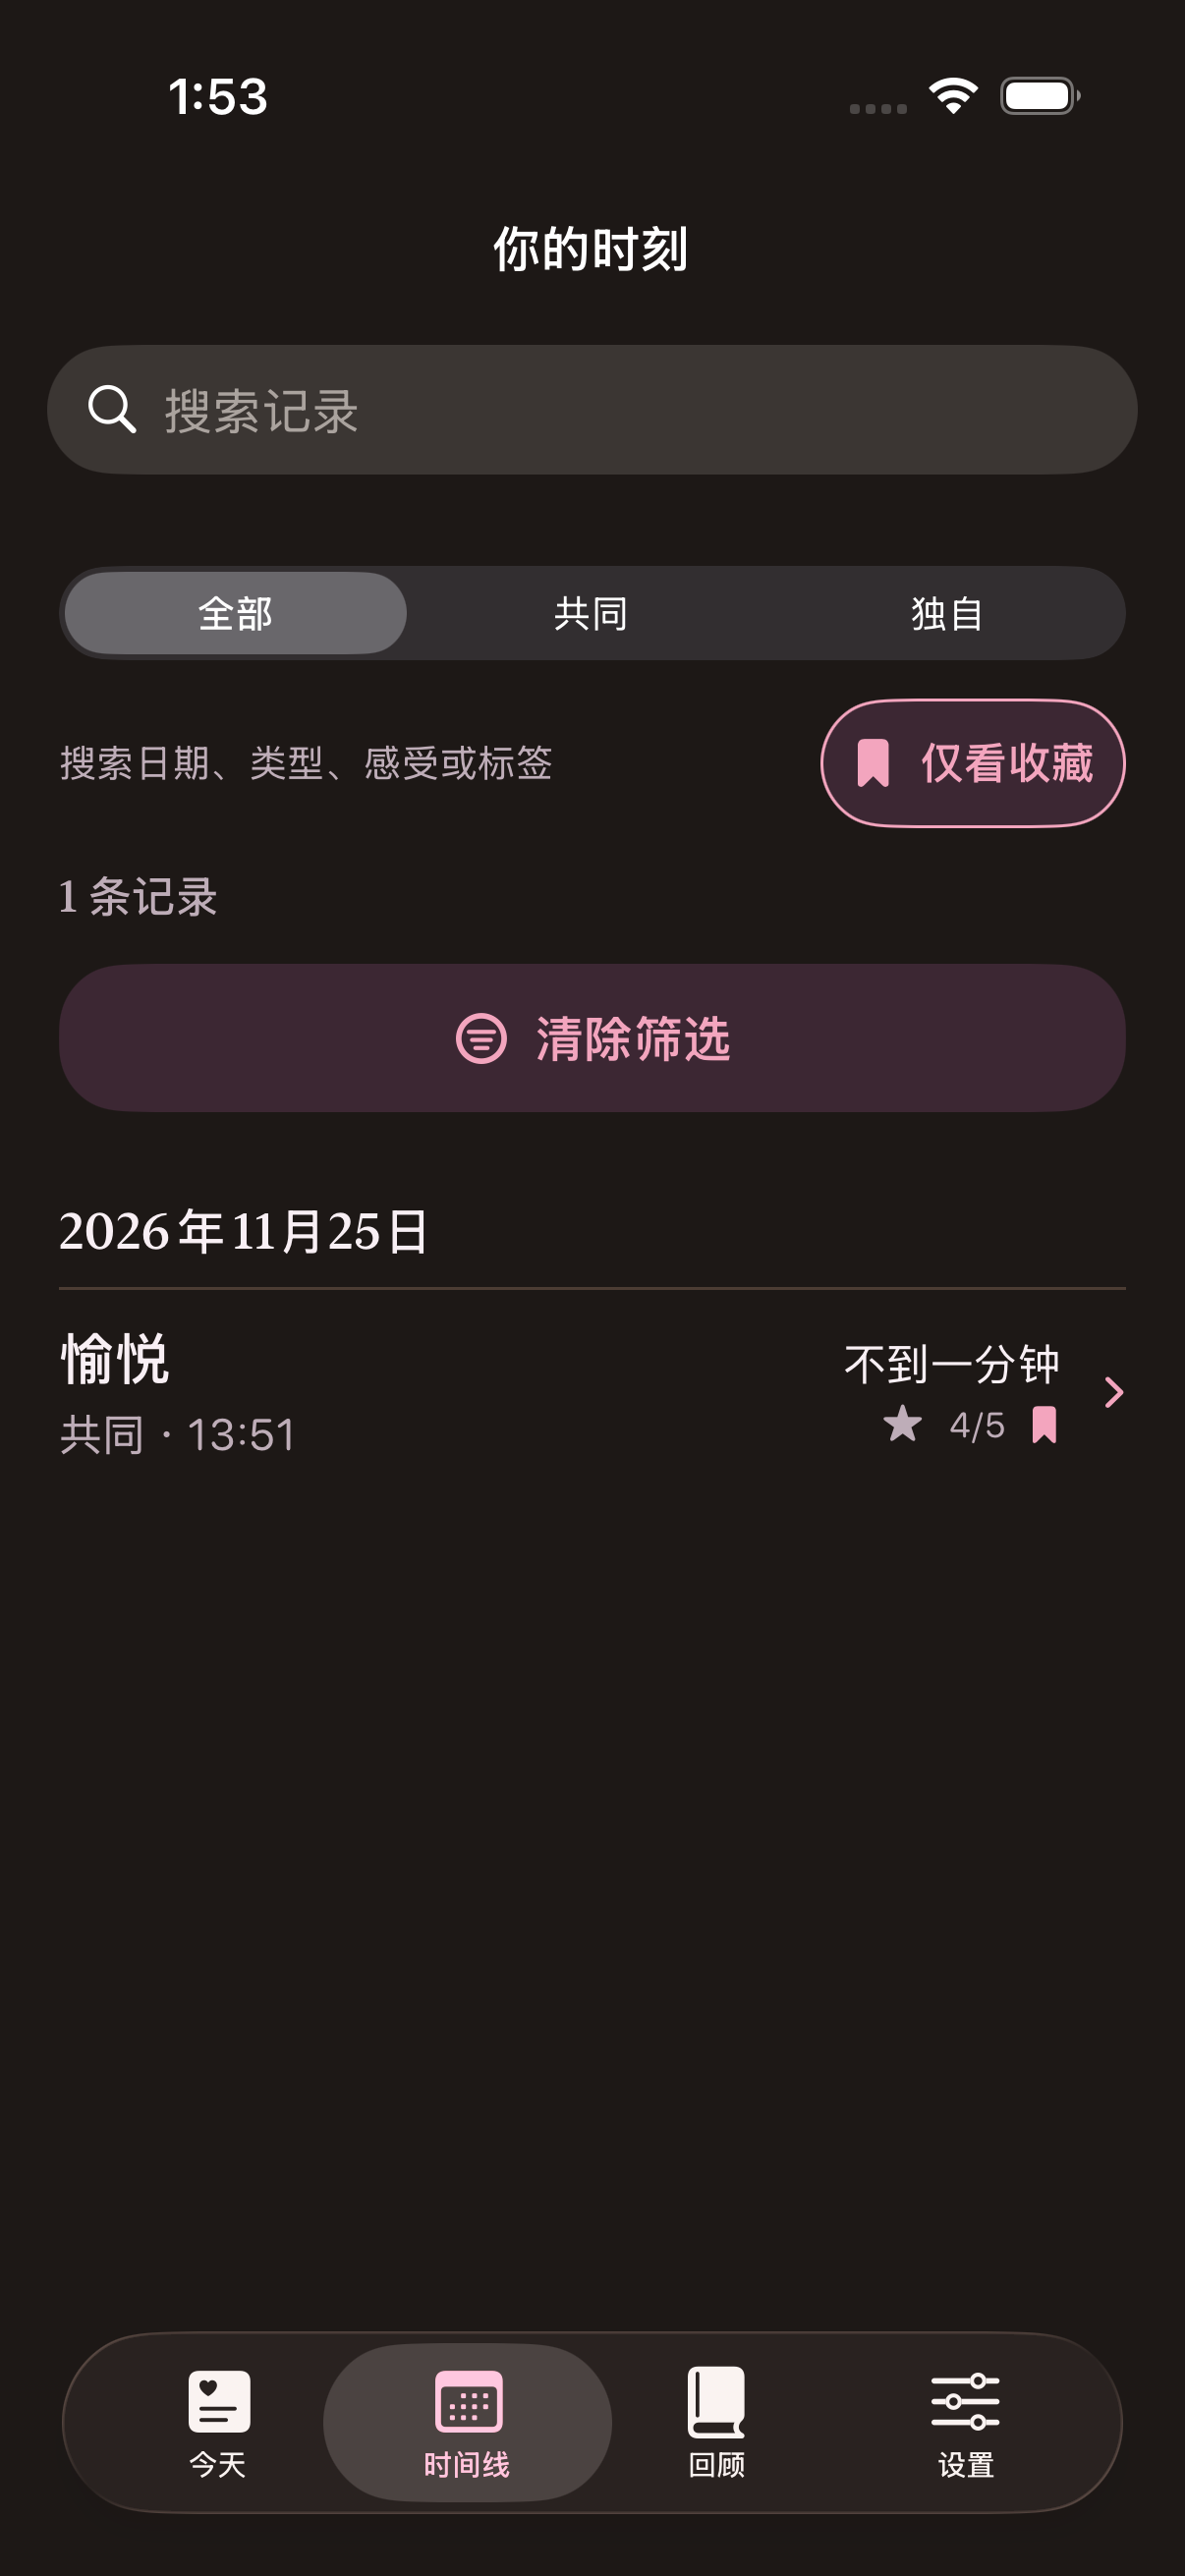 1:53
你的时刻
搜索记录
全部 共同 独自
搜索日期、类型、感受或标签 仅看收藏
1 条记录
清除筛选
2026年11月25日
愉悦 不到一分钟
共同 · 13:51 4/5
今天 时间线 回顾 设置